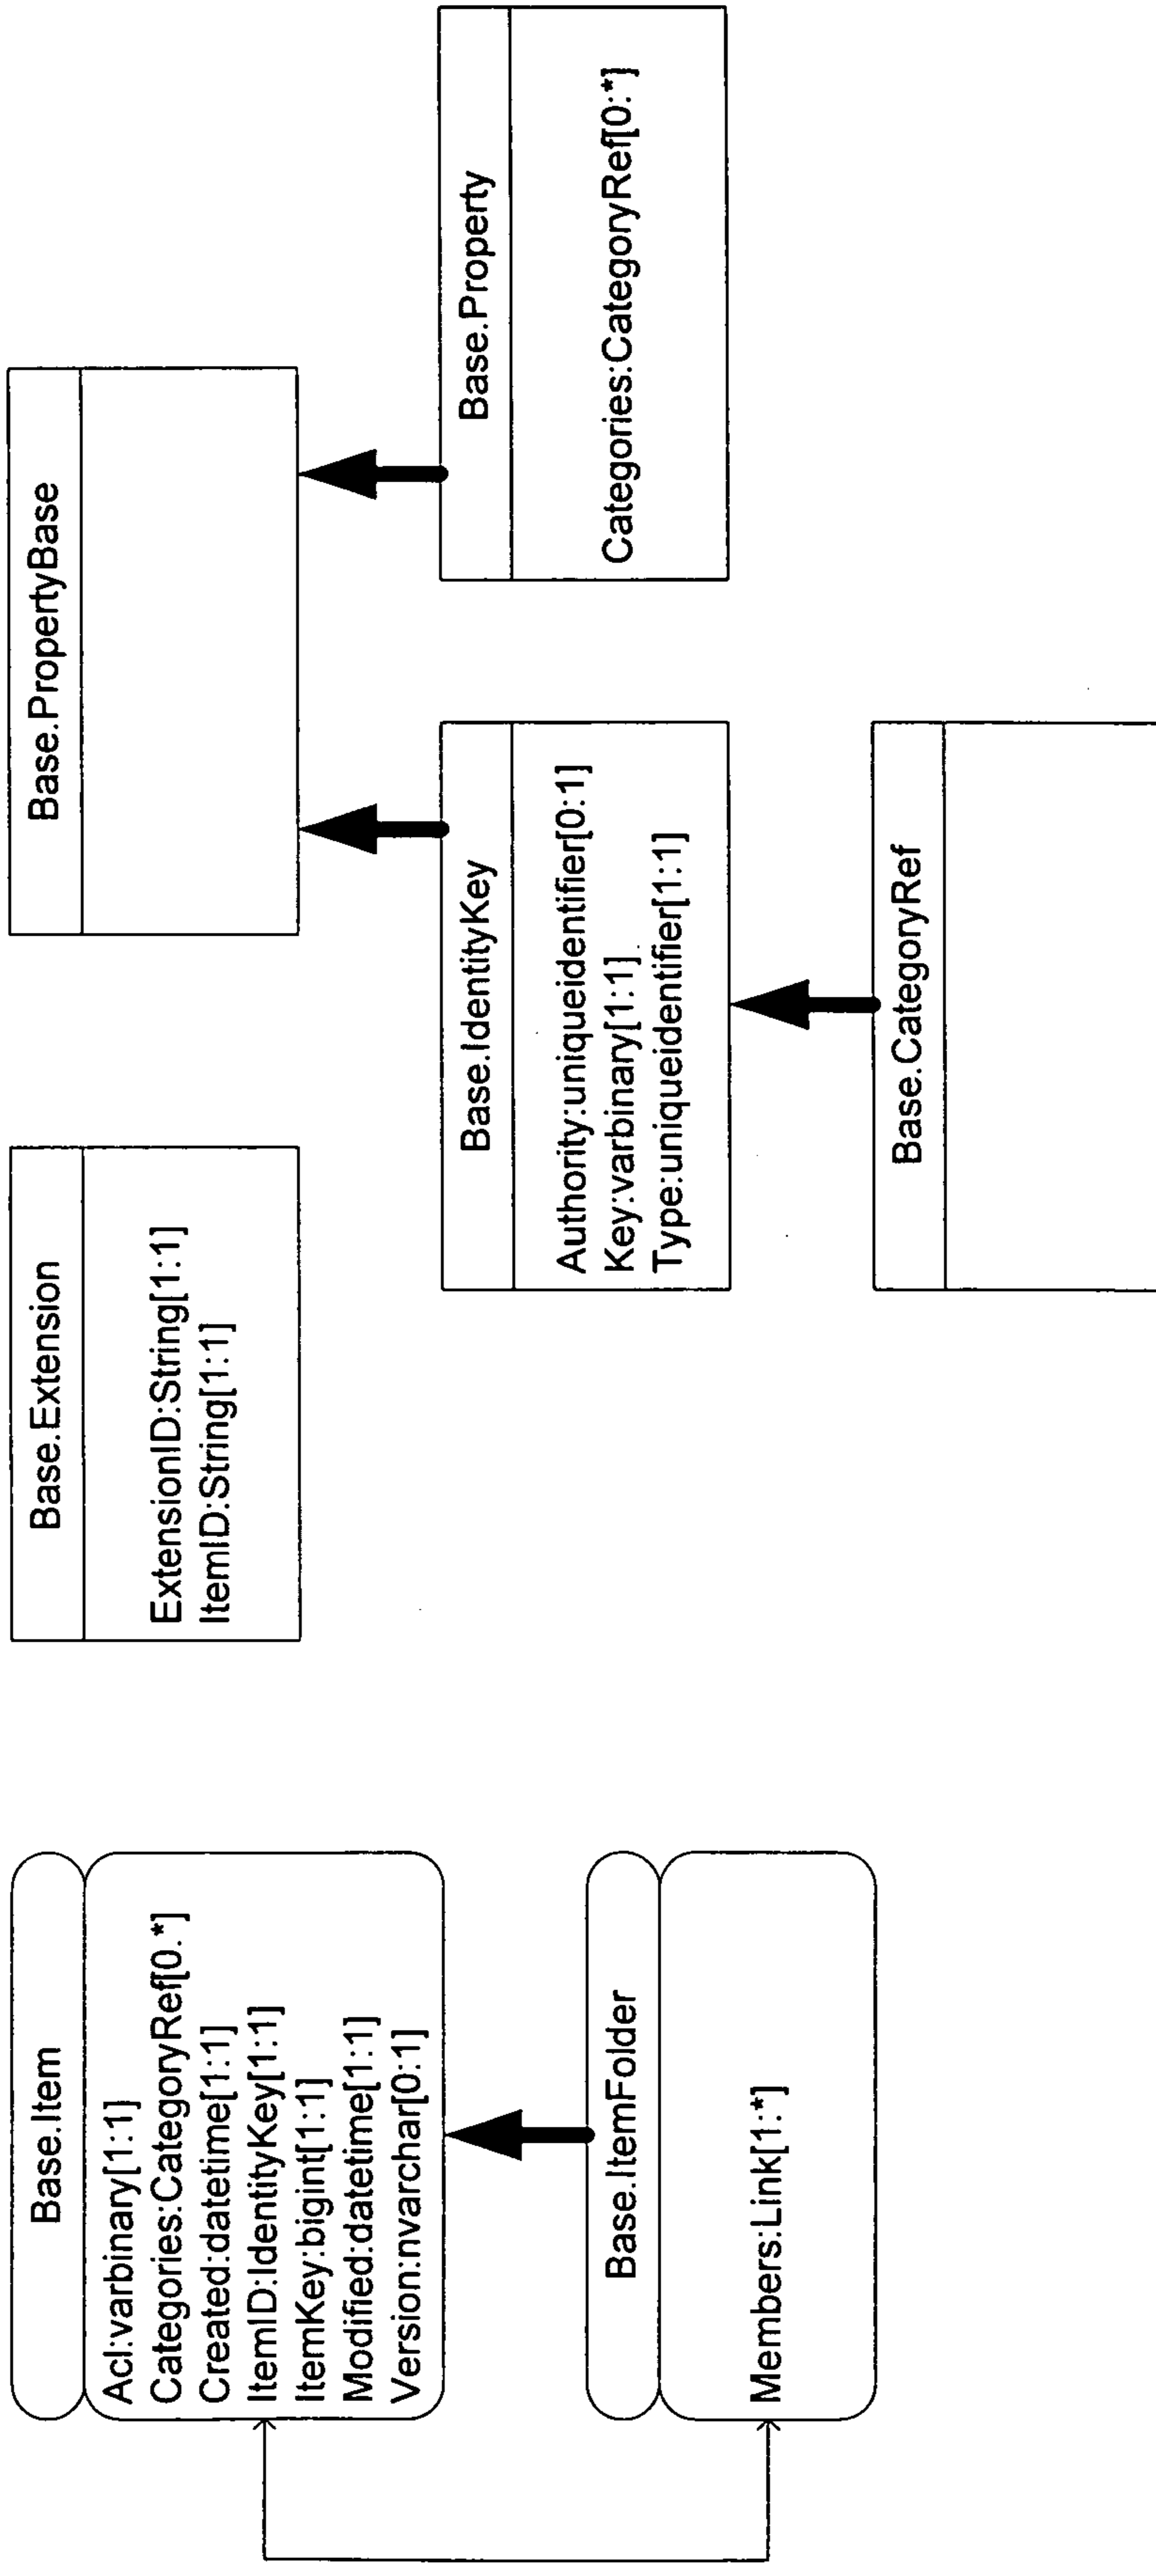 Base.Item
Acl:varbinary[1:1]
Categories:CategoryRef[0.*]
Created:datetime[1:1]
ItemID:IdentityKey[1:1]
ItemKey:bigint[1:1]
Modified:datetime[1:1]
Version:nvarchar[0:1]
Base.ItemFolder
Members:Link[1:*]
Base.Extension
ExtensionID:String[1:1]
ItemID:String[1:1]
Base.PropertyBase
Base.IdentityKey
Authority:uniqueidentifier[0:1]
Key:varbinary[1:1]
Type:uniqueidentifier[1:1]
Base.Property
Categories:CategoryRef[0:*]
Base.CategoryRef